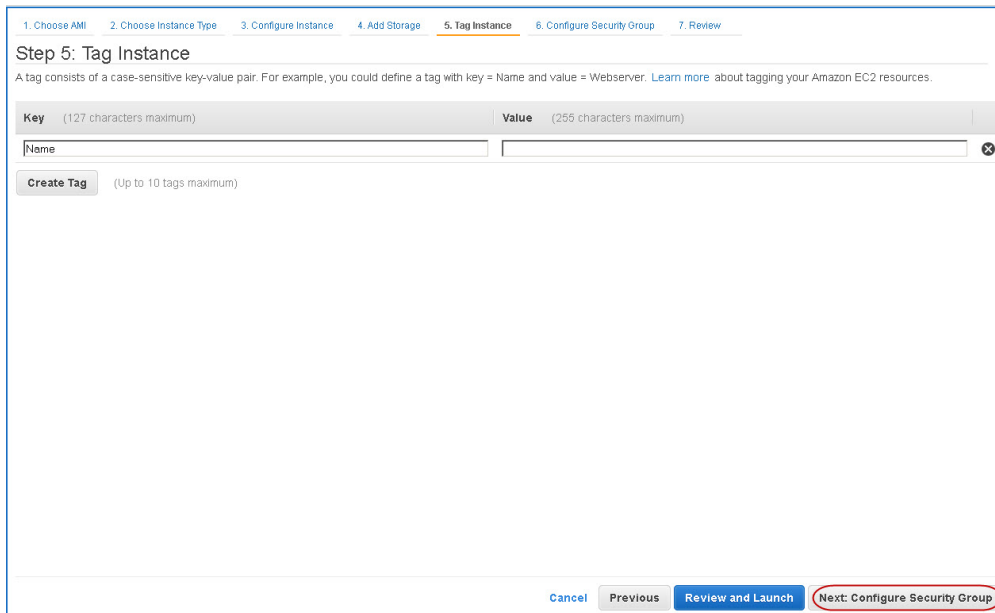 1. Choose AMI 2. Choose Instance Type 3. Configure Instance 4. Add Storage 5. Tag Instance 6. Configure Security Group 7. Review
Step 5: Tag Instance
A tag consists of a case-sensitive key-value pair. For example, you could define a tag with key = Name and value = Webserver. Learn more about tagging your Amazon EC2 resources.
Key (127 characters maximum) Value (255 characters maximum)
Name
Create Tag (Up to 10 tags maximum)
Cancel Previous Review and Launch Next: Configure Security Group